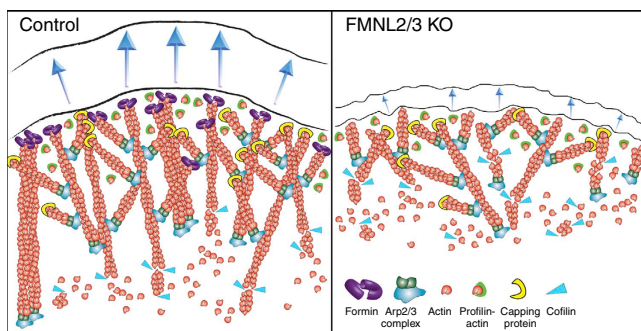 Control
FMNL2/3 KO
Formin
Arp2/3
complex
Actin
Profilin-
actin
Capping
protein
Cofilin